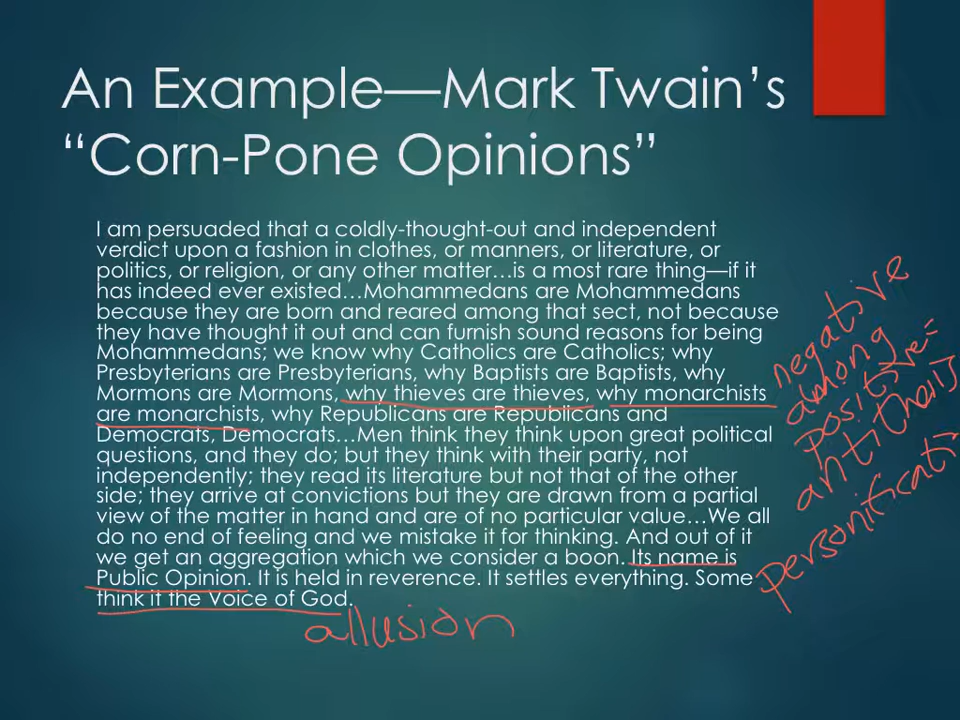 An Example—Mark Twain's
“Corn-Pone Opinions”
I am persuaded that a coldly-thought-out and independent
verdict upon a fashion in clothes, or manners, or literature, or
politics, or religion, or any other matter…is a most rare thing—if it
has indeed ever existed…Mohammedans are Mohammedans
because they are born and reared among that sect, not because
they have thought it out and can furnish sound reasons for being
Mohammedans; we know why Catholics are Catholics; why
Presbyterians are Presbyterians, why Baptists are Baptists, why
Mormons are Mormons, why thieves are thieves, why monarchists
are monarchists, why Republicans are Republicans and
Democrats, Democrats…Men think they think upon great political
questions, and they do; but they think with their party, not
independently; they read its literature but not that of the other
side; they arrive at convictions but they are drawn from a partial
view of the matter in hand and are of no particular value…We all
do no end of feeling and we mistake it for thinking. And out of it
we get an aggregation which we consider a boon. Its name is
Public Opinion. It is held in reverence. It settles everything. Some
think it the Voice of God.
negative
among
positive=
antithesis
personificati
allusion